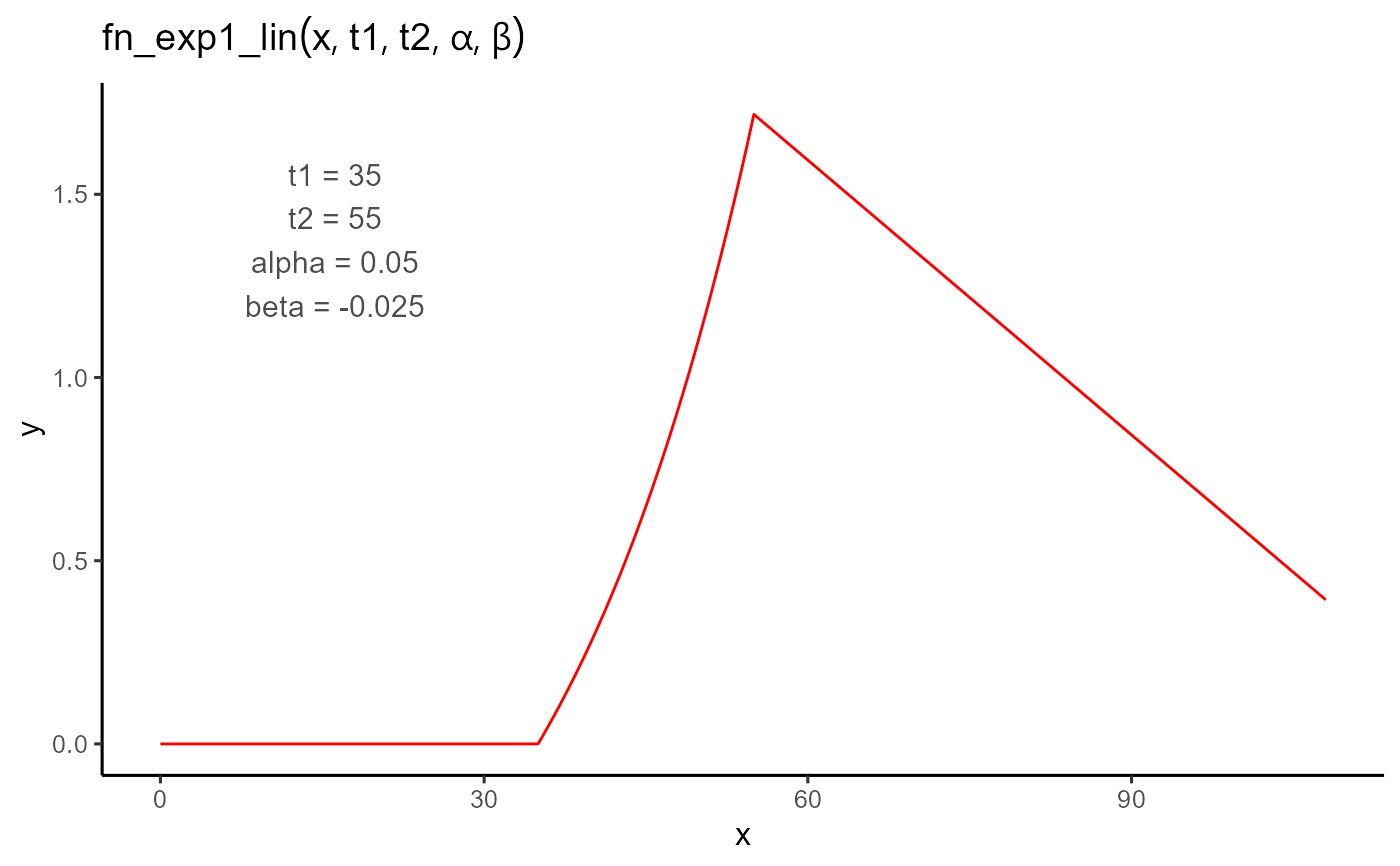 fn_exp1_lin(x, t1, t2, α, β)
t1 = 35
t2 = 55
alpha = 0.05
beta = -0.025
1.5
1.0
0.5
0.0
y
0
30
60
90
x